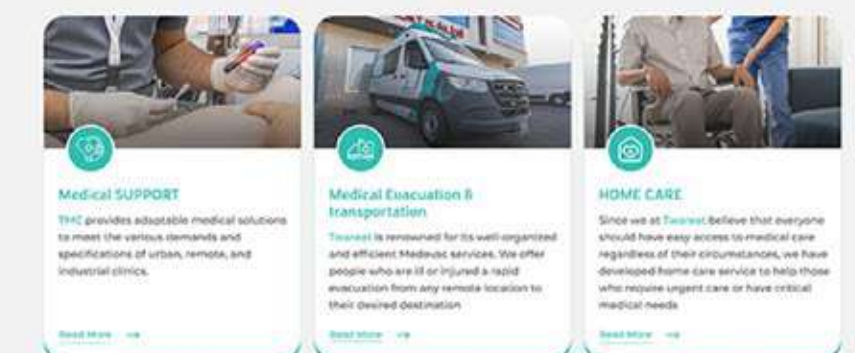 Medical SUPPORT
TMC provides adaptable medical solutions
to meet the various demands and
specifications of urban, remote, and
industrial clinics.
Read More
Medical Evacuation &
transportation
Twareat is renowned for its well-organized
and efficient Medevac services. We offer
people who are ill or injured a rapid
evacuation from any remote location to
their desired destination
Read More
HOME CARE
Since we at Twareat believe that everyone
should have easy access to medical care
regardless of their circumstances, we have
developed home care service to help those
who require urgent care or have critical
medical needs
Read More